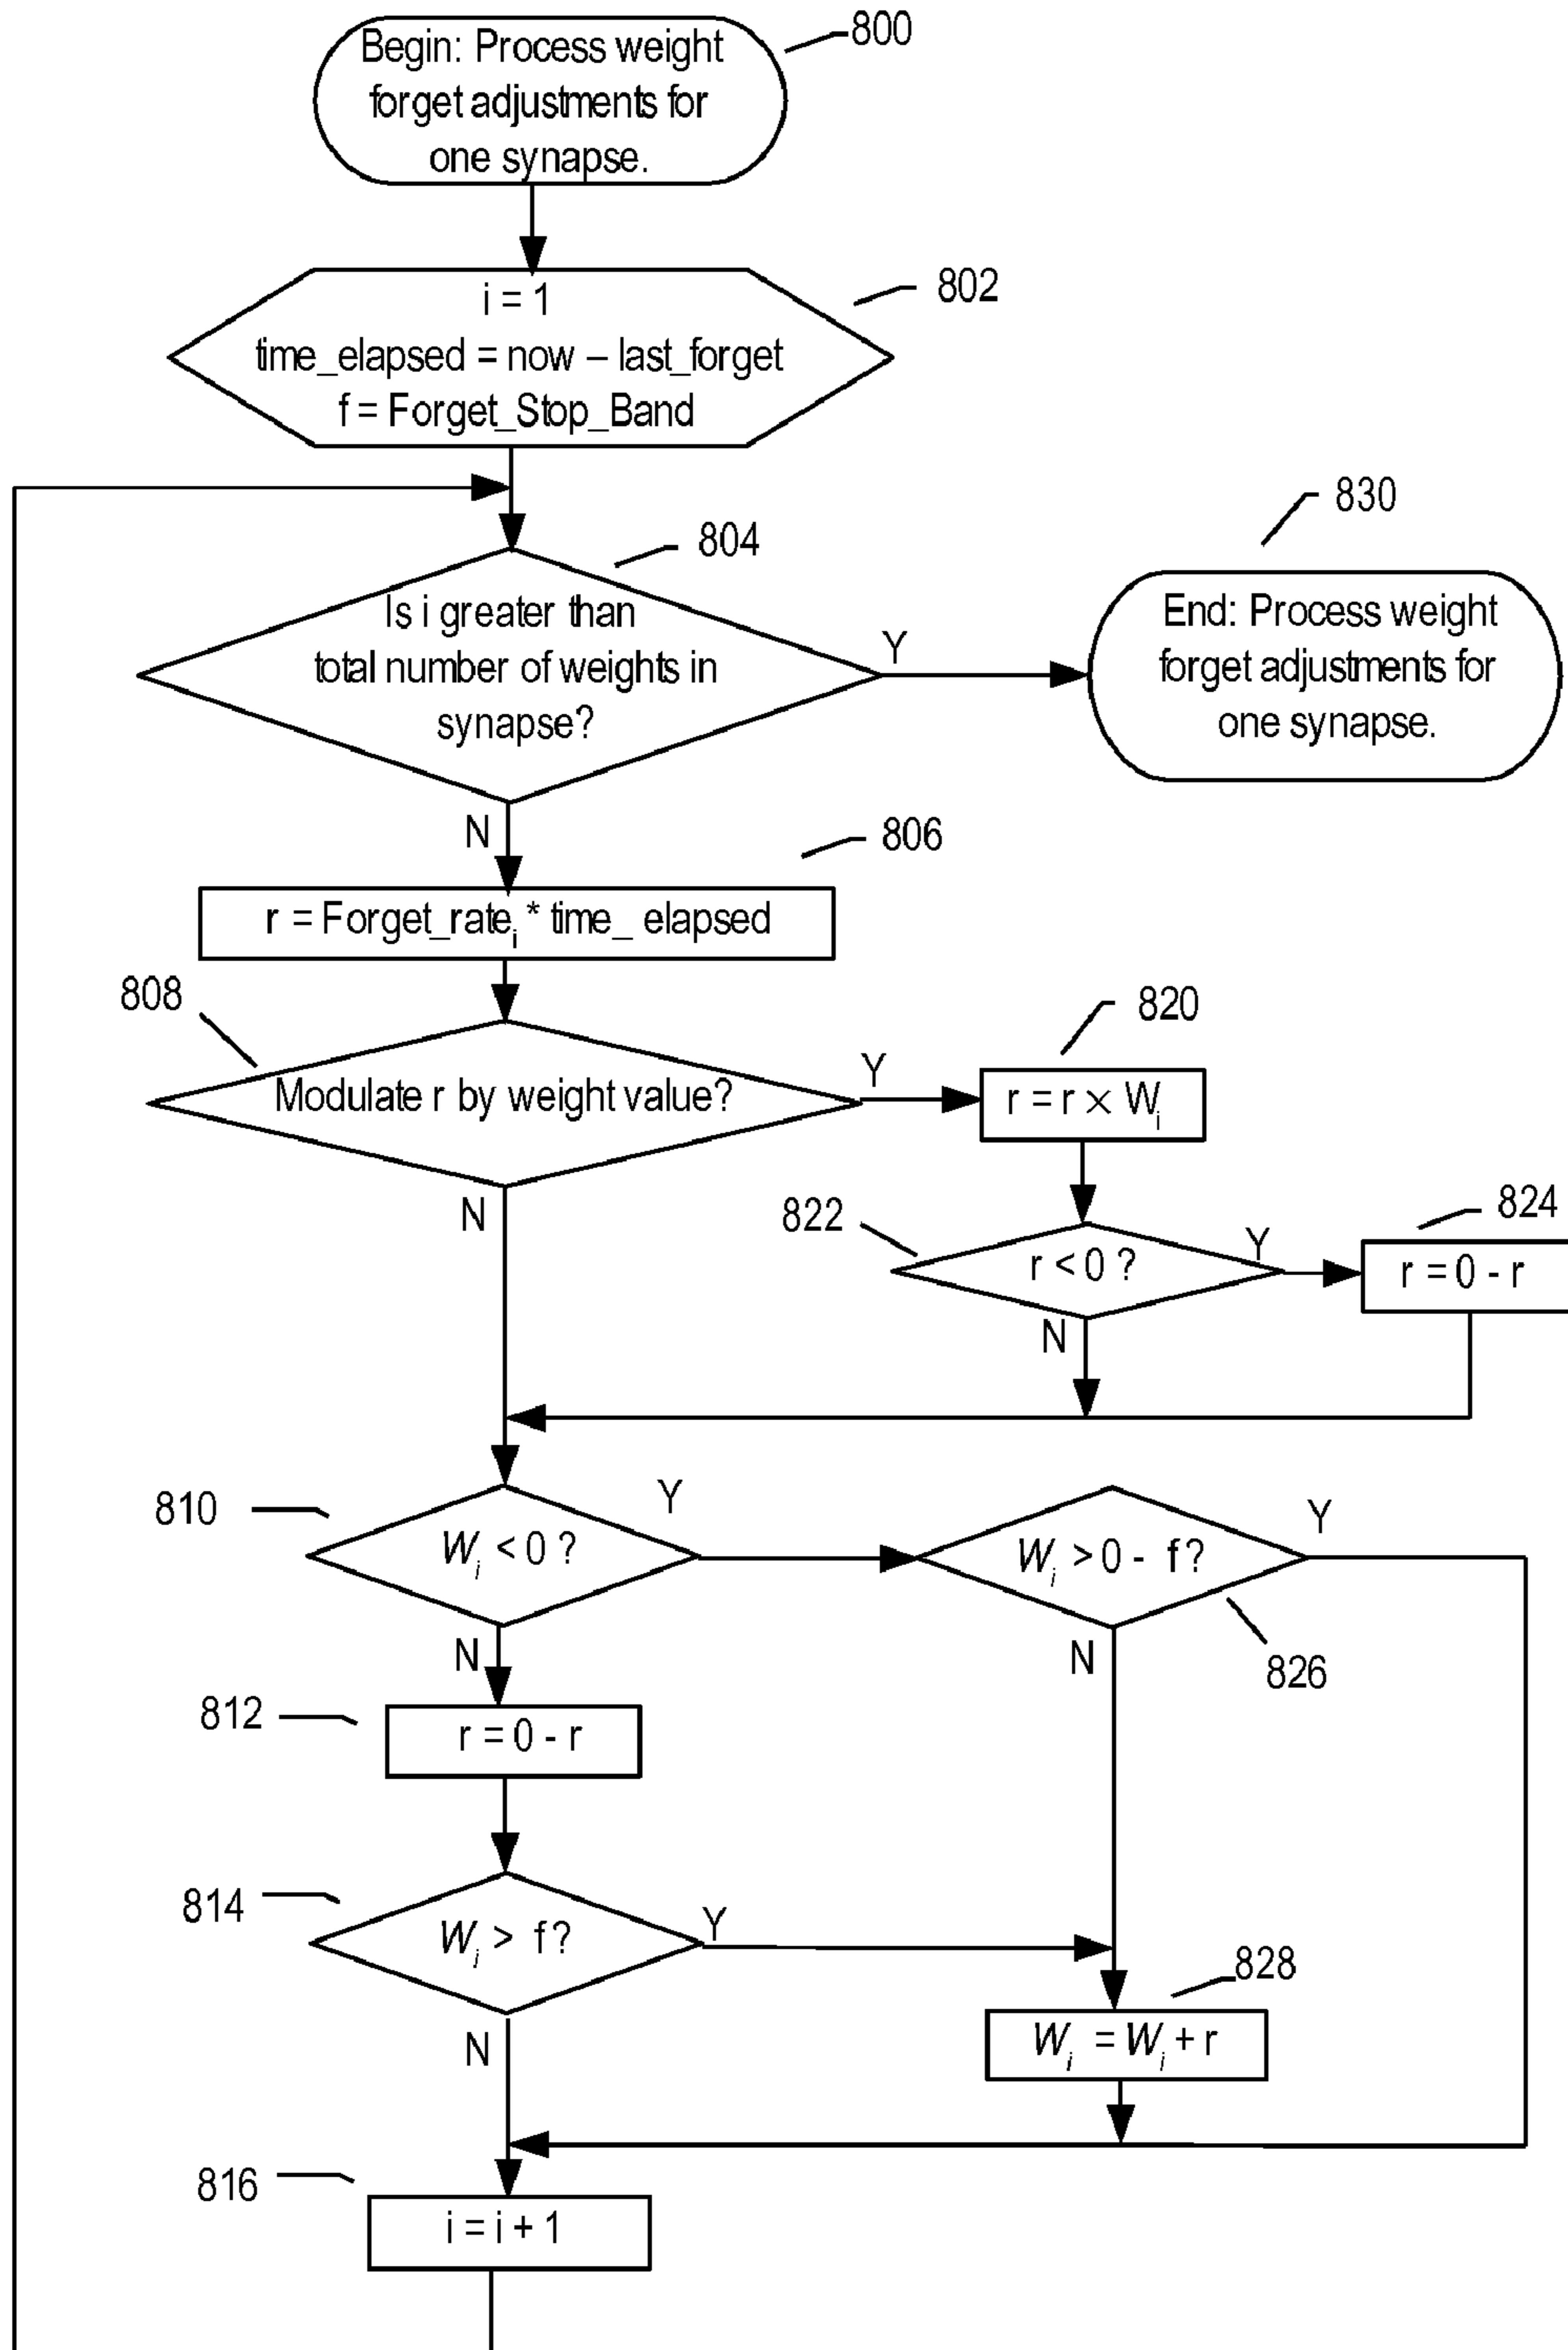 Begin: Process weight
forget adjustments for
one synapse.
800
i = 1
time_elapsed = now – last_forget
f = Forget_Stop_Band
802
804
Is i greater than
total number of weights in
synapse?
Y
N
830
End: Process weight
forget adjustments for
one synapse.
806
r = Forget_rateᵢ * time_ elapsed
808
Modulate r by weight value?
Y
N
820
r = r × Wᵢ
822
r < 0 ?
Y
N
824
r = 0 - r
810
Wᵢ < 0 ?
Y
N
Wᵢ > 0 - f?
Y
N
826
812
r = 0 - r
814
Wᵢ > f?
Y
N
828
Wᵢ = Wᵢ + r
816
i = i + 1